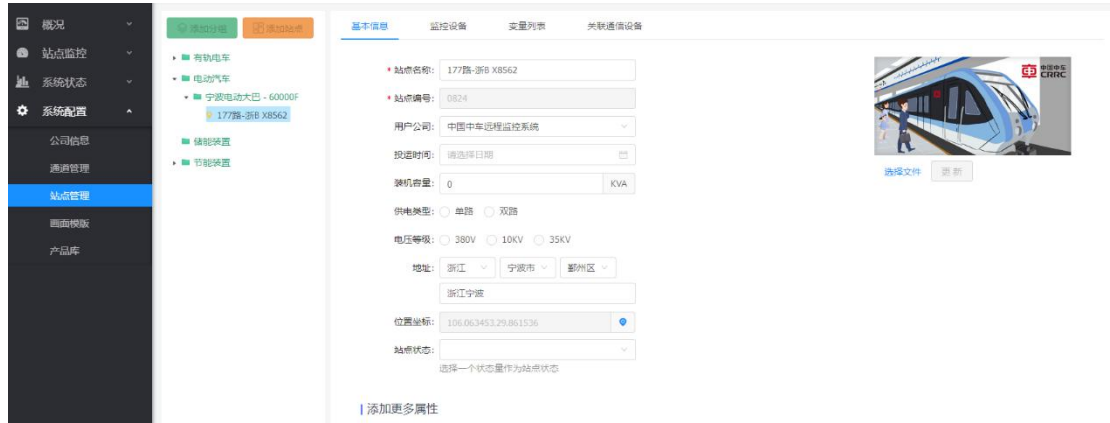 概况
站点监控
系统状态
系统配置
公司信息
通道管理
站点管理
画面模版
产品库
添加分组 添加站点
有轨电车
电动汽车
宁波电动大巴 - 60000F
177路-浙B X8562
储能装置
节能装置
基本信息 监控设备 变量列表 关联通信设备
* 站点名称: 177路-浙B X8562
* 站点编号: 0824
用户公司: 中国中车远程监控系统
投运时间: 请选择日期
装机容量: 0 KVA
供电类型: 单路 双路
电压等级: 380V 10KV 35KV
地址: 浙江 宁波市 鄞州区
浙江宁波
位置坐标: 106.063453,29.861536
站点状态:
选择一个状态量作为站点状态
添加更多属性
中国中车
CRRC
选择文件 更新